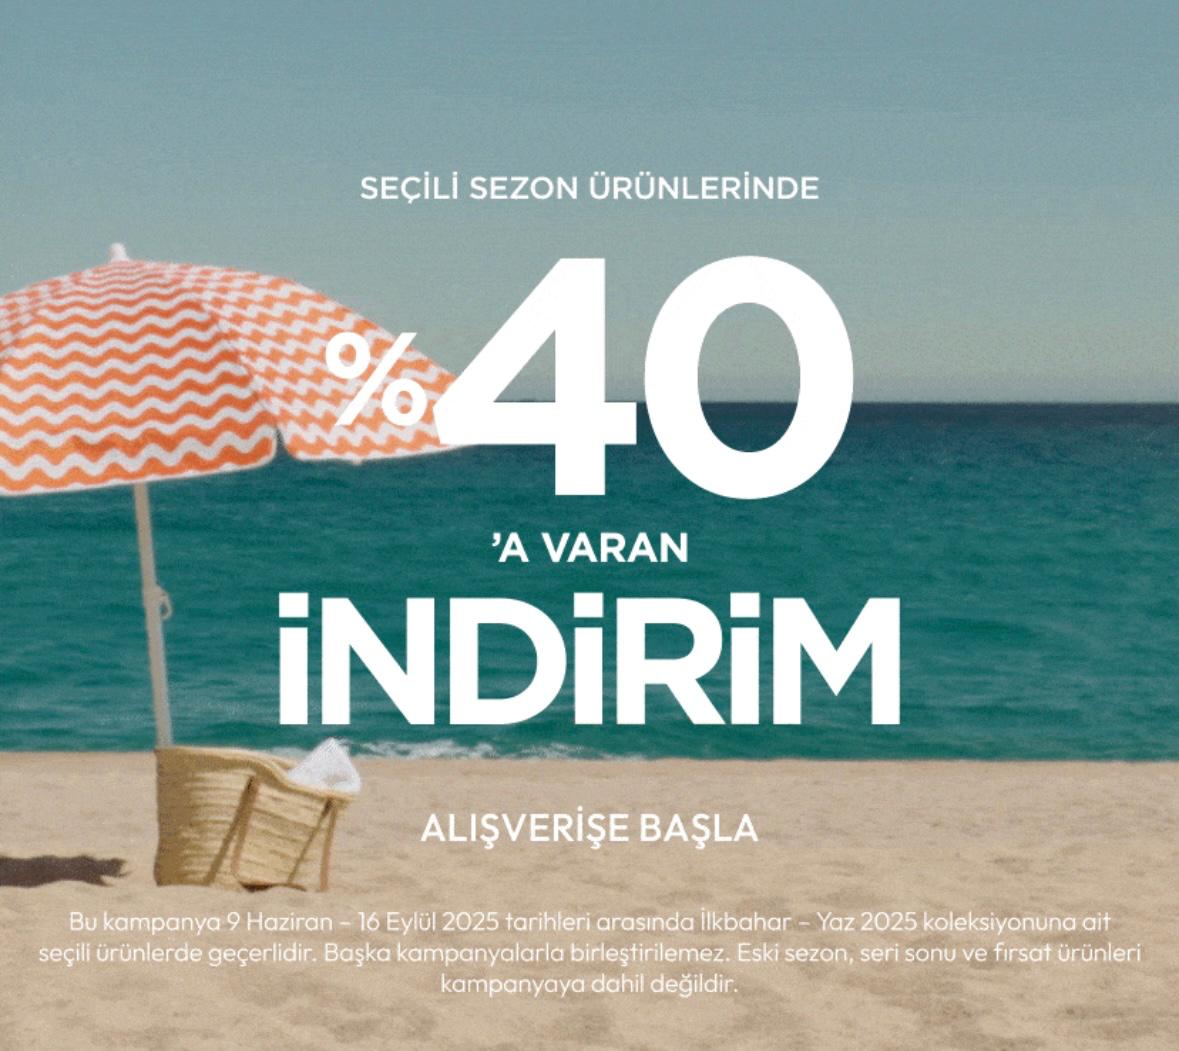 SEÇİLİ SEZON ÜRÜNLERİNDE
%40
’A VARAN
İNDİRİM
ALIŞVERİŞE BAŞLA
Bu kampanya 9 Haziran – 16 Eylül 2025 tarihleri arasında İlkbahar – Yaz 2025 koleksiyonuna ait
seçili ürünlerde geçerlidir. Başka kampanyalarla birleştirilemez. Eski sezon, seri sonu ve fırsat ürünleri
kampanyaya dahil değildir.